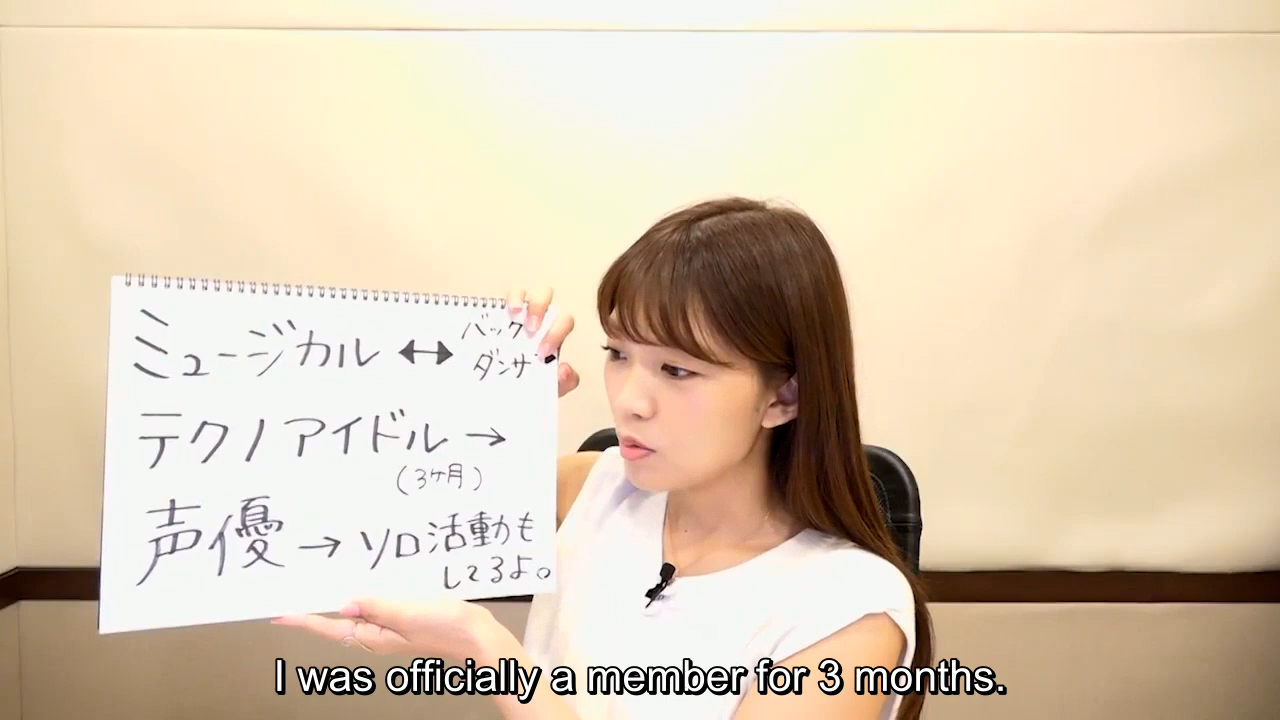 ミュージカル ↔ バック
ダンサ
テクノアイドル →
(3ヶ月)
声優 → ソロ活動も
してるよ。
I was officially a member for 3 months.